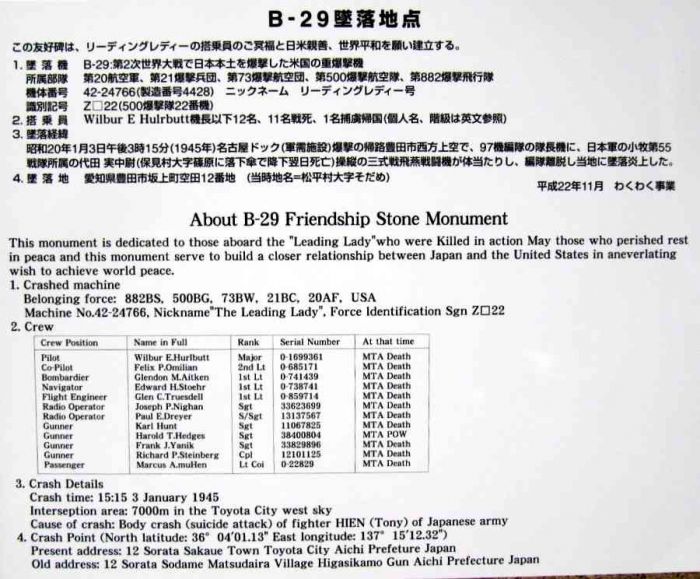 B-29墜落地点
この友好碑は、リーディングレディーの搭乗員のご冥福と日米親善、世界平和を願い建立する。
1.墜落機 B-29:第2次世界大戦で日本本土を爆撃した米国の重爆撃機
所属部隊 第20航空軍、第21爆撃兵団、第73爆撃航空団、第500爆撃航空隊、第882爆撃飛行隊
機体番号 42-24766(製造番号4428) ニックネーム リーディングレディー号
識別記号 Z□22(500爆撃隊22番機)
2.搭乗員 Wilbur E Hulrbutt機長以下12名、11名戦死、1名捕虜帰国(個人名、階級は英文参照)
3.墜落経緯
昭和20年1月3日午後3時15分(1945年)名古屋ドック(軍需施設)爆撃の帰路豊田市西方上空で、97機編隊の隊長機に、日本軍の小牧第55
戦隊所属の代田 実中尉(保見村大字篠原に落下傘で降下翌日死亡)操縦の三式戦飛燕戦闘機が体当たりし、編隊離脱し当地に墜落炎上した。
4.墜落地 愛知県豊田市坂上町空田12番地 (当時地名=松平村大字そだめ)
平成22年11月 わくわく事業
About B-29 Friendship Stone Monument
This monument is dedicated to those aboard the "Leading Lady"who were Killed in action May those who perished rest
in peaca and this monument serve to build a closer relationship between Japan and the United States in aneverlating
wish to achieve world peace.
1. Crashed machine
Belonging force: 882BS, 500BG, 73BW, 21BC, 20AF, USA
Machine No.42-24766, Nickname"The Leading Lady", Force Identification Sgn Z□22
2. Crew
Crew Position Name in Full Rank Serial Number At that time
Pilot Wilbur E.Hurlbutt Major 0-1699361 MTA Death
Co-Pilot Felix P.Omilian 2nd Lt 0-685171 MTA Death
Bombardier Glendon M.Aitken 1st Lt 0-741439 MTA Death
Navigator Edward H.Stoehr 1st Lt 0-738741 MTA Death
Flight Engineer Glen C.Truesdell 1st Lt 0-859714 MTA Death
Radio Operator Joseph P.Nighan Sgt 33623699 MTA Death
Radio Operator Paul E.Dreyer S/Sgt 13137567 MTA Death
Gunner Karl Hunt Sgt 11067825 MTA Death
Gunner Harold T.Hedges Sgt 38400804 MTA POW
Gunner Frank J.Yanik Sgt 33829896 MTA Death
Gunner Richard P.Steinberg Cpl 12101125 MTA Death
Passenger Marcus A.muHen Lt Coi 0-22829 MTA Death
3. Crash Details
Crash time: 15:15 3 January 1945
Interseption area: 7000m in the Toyota City west sky
Cause of crash: Body crash (suicide attack) of fighter HIEN (Tony) of Japanese army
4. Crash Point (North latitude: 36° 04'01.13" East longitude: 137° 15'12.32")
Present address: 12 Sorata Sakaue Town Toyota City Aichi Prefeture Japan
Old address: 12 Sorata Sodame Matsudaira Village Higasikamo Gun Aichi Prefecture Japan